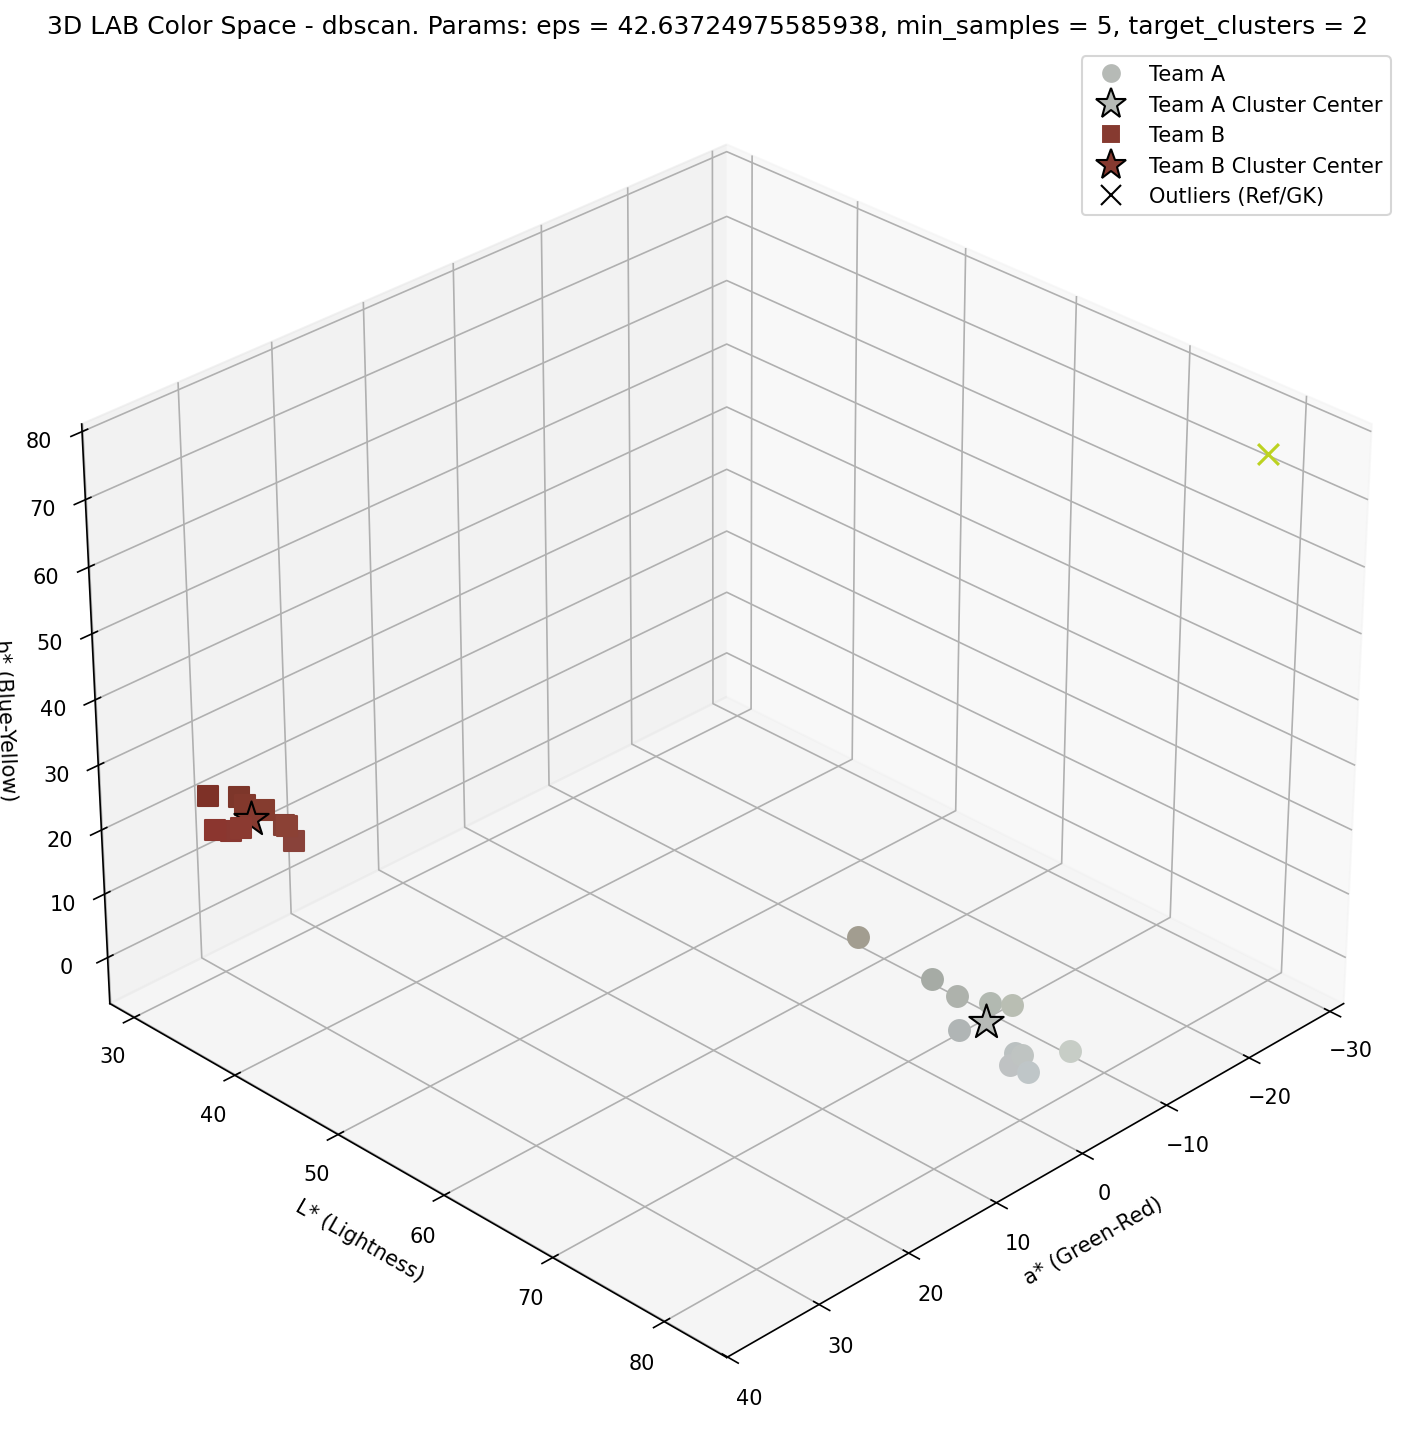 3D LAB Color Space - dbscan. Params: eps = 42.63724975585938, min_samples = 5, target_clusters = 2
Team A
Team A Cluster Center
Team B
Team B Cluster Center
Outliers (Ref/GK)
80
70
60
50
40
30
20
10
0
b* (Blue-Yellow)
30
40
50
60
70
80
L* (Lightness)
−30
−20
−10
0
10
20
30
40
a* (Green-Red)